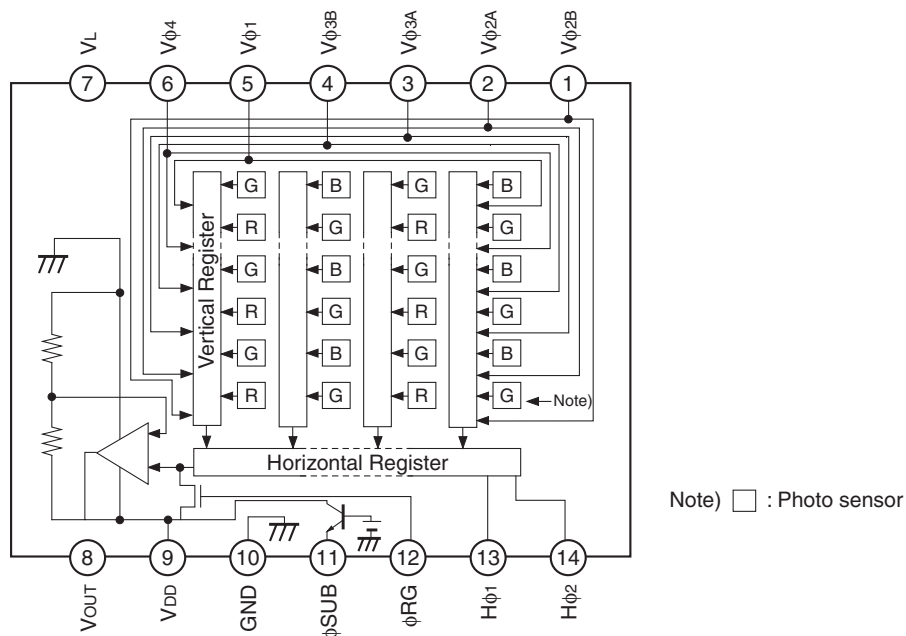 VL Vϕ4 Vϕ1 Vϕ3B Vϕ3A Vϕ2A Vϕ2B
7 6 5 4 3 2 1
G B G B
R G R G
G B G B
R G R G
G B G B
R G R G
Vertical Register
Note)
Horizontal Register
Note) : Photo sensor
8 9 10 11 12 13 14
VOUT VDD GND ϕSUB ϕRG Hϕ1 Hϕ2